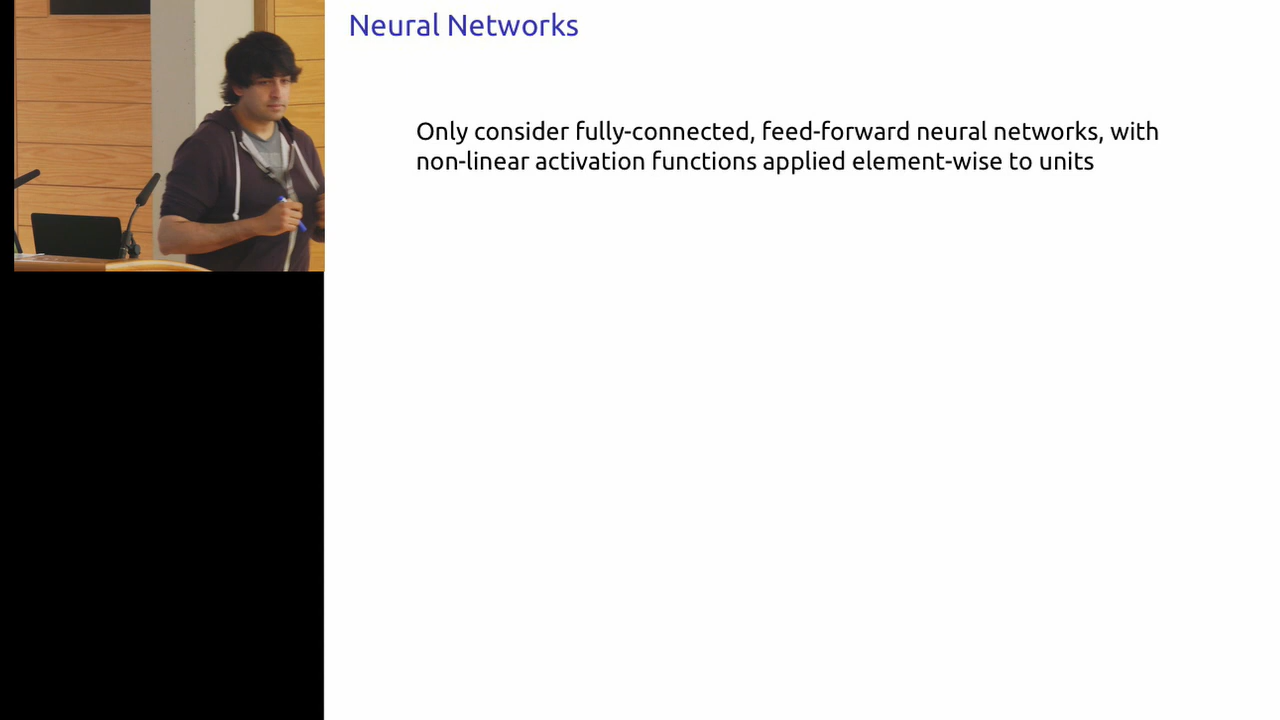 Neural Networks
Only consider fully-connected, feed-forward neural networks, with
non-linear activation functions applied element-wise to units